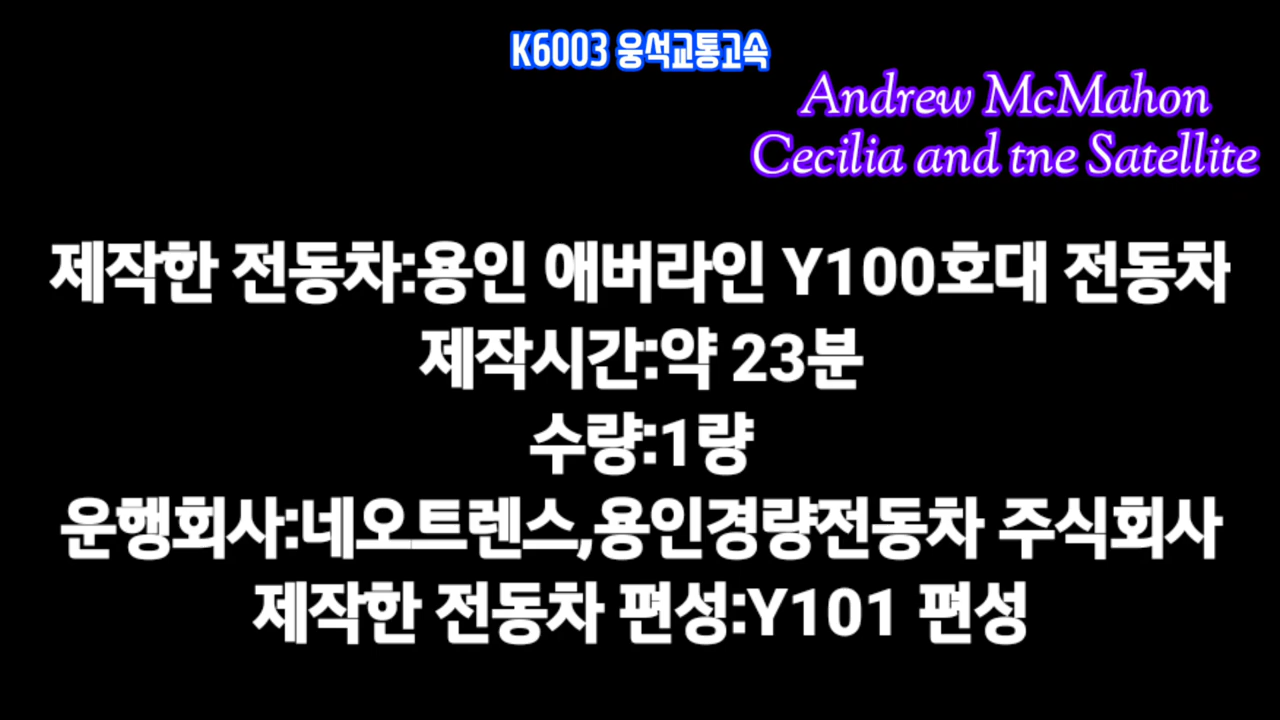 K6003 웅석교통고속
Andrew McMahon
Cecilia and tne Satellite
제작한 전동차:용인 애버라인 Y100호대 전동차
제작시간:약 23분
수량:1량
운행회사:네오트렌스,용인경량전동차 주식회사
제작한 전동차 편성:Y101 편성